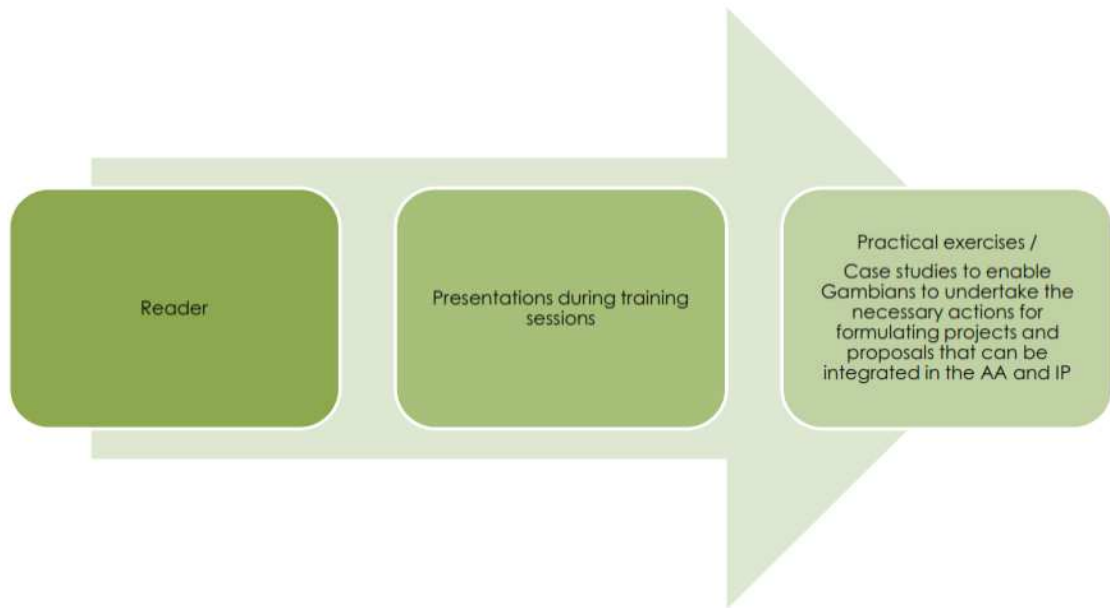 Reader
Presentations during training
sessions
Practical exercises /
Case studies to enable
Gambians to undertake the
necessary actions for
formulating projects and
proposals that can be
integrated in the AA and IP